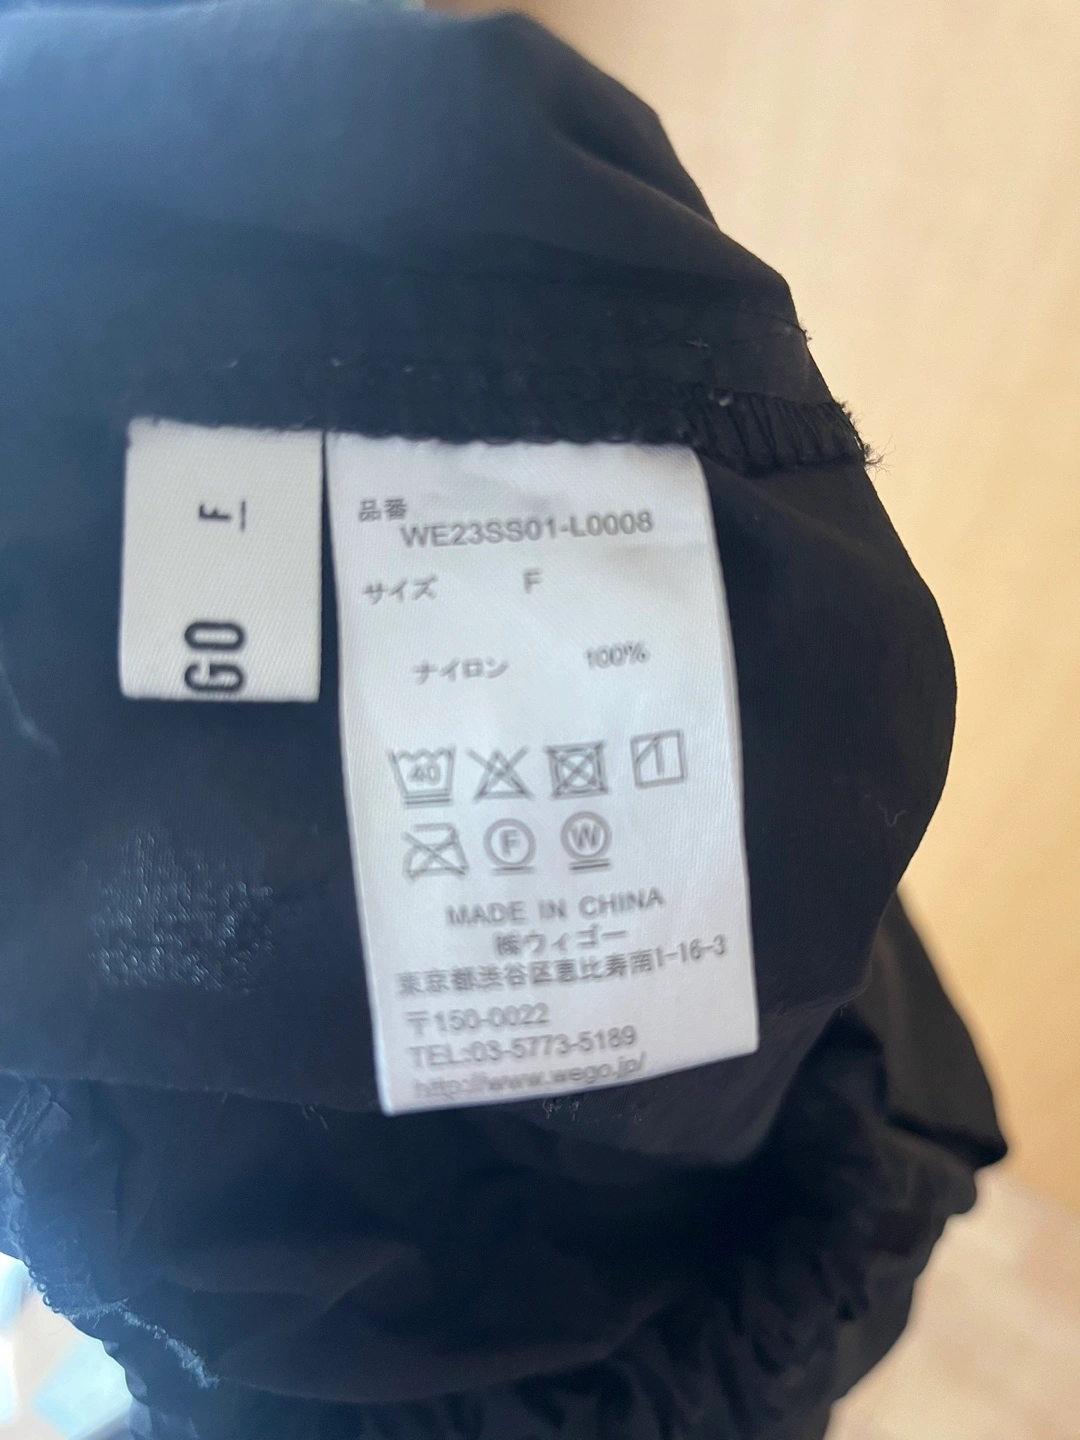 F
GO
品番
WE23SS01-L0008
サイズ F
ナイロン 100%
40
F W
MADE IN CHINA
㈱ウィゴー
東京都渋谷区恵比寿南1-16-3
〒150-0022
TEL:03-5773-5189
http://www.wego.jp/